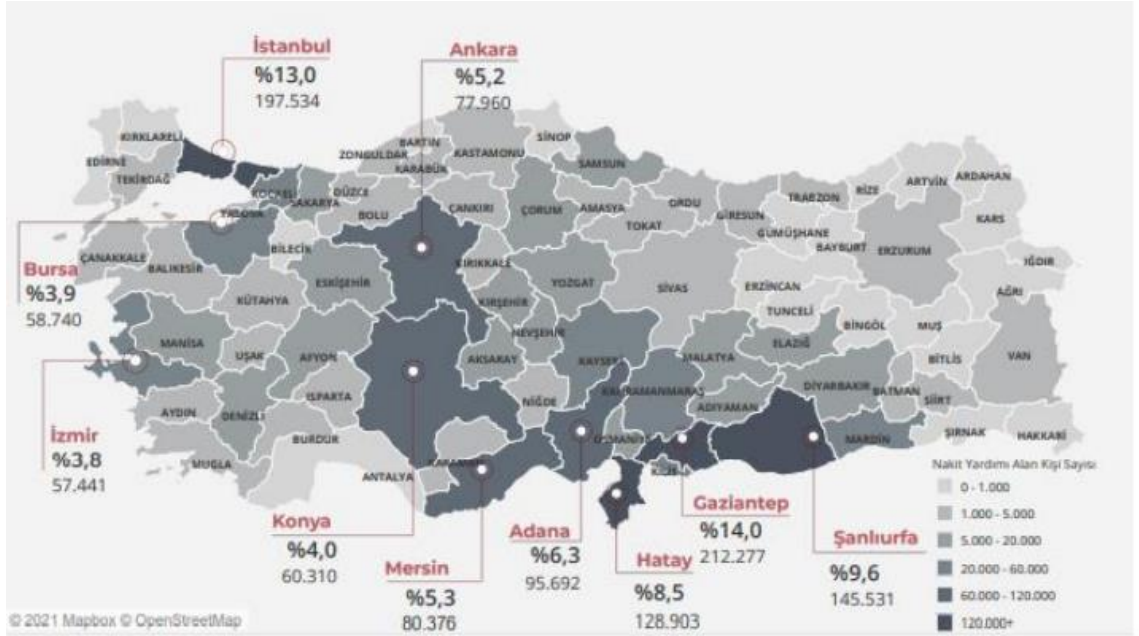 İstanbul
%13,0
197.534
Ankara
%5,2
77.960
KIRKLARELİ
EDİRNE
TEKİRDAĞ
BARTIN
ZONGULDAK
KARABÜK
KASTAMONU
SİNOP
SAMSUN
KOCAELİ
SAKARYA
DÜZCE
BOLU
ÇANKIRI
ÇORUM
AMASYA
TOKAT
ORDU
GİRESUN
TRABZON
GÜMÜŞHANE
BAYBURT
RİZE
ARTVİN
ARDAHAN
KARS
ERZURUM
IĞDIR
AĞRI
YALOVA
BİLECİK
ÇANAKKALE
BALIKESİR
Bursa
%3,9
58.740
KÜTAHYA
ESKİŞEHİR
KIRIKKALE
KIRŞEHİR
YOZGAT
SİVAS
ERZİNCAN
TUNCELİ
BİNGÖL
MUŞ
BİTLİS
VAN
MANİSA
UŞAK
AFYON
AKSARAY
NEVŞEHİR
KAYSERİ
MALATYA
ELAZIĞ
DİYARBAKIR
BATMAN
SİİRT
ŞIRNAK
HAKKARİ
AYDIN
DENİZLİ
ISPARTA
BURDUR
MUĞLA
ANTALYA
KARAMAN
NİĞDE
KAHRAMANMARAŞ
ADIYAMAN
OSMANİYE
MARDİN
İzmir
%3,8
57.441
Konya
%4,0
60.310
Mersin
%5,3
80.376
Adana
%6,3
95.692
Hatay
%8,5
128.903
Gaziantep
%14,0
212.277
Şanlıurfa
%9,6
145.531
Nakit Yardımı Alan Kişi Sayısı
0 - 1.000
1.000 - 5.000
5.000 - 20.000
20.000 - 60.000
60.000 - 120.000
120.000+
© 2021 Mapbox © OpenStreetMap